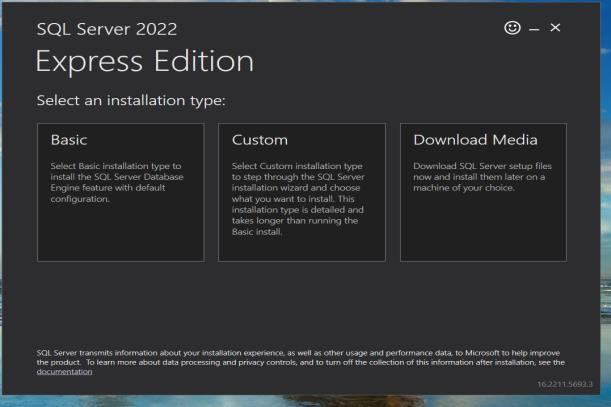 SQL Server 2022
Express Edition
Select an installation type:
Basic
Select Basic installation type to
install the SQL Server Database
Engine feature with default
configuration.
Custom
Select Custom installation type
to step through the SQL Server
installation wizard and choose
what you want to install. This
installation type is detailed and
takes longer than running the
Basic install.
Download Media
Download SQL Server setup files
now and install them later on a
machine of your choice.
SQL Server transmits information about your installation experience, as well as other usage and performance data, to Microsoft to help improve
the product. To learn more about data processing and privacy controls, and to turn off the collection of this information after installation, see the
documentation
16.2211.5693.3